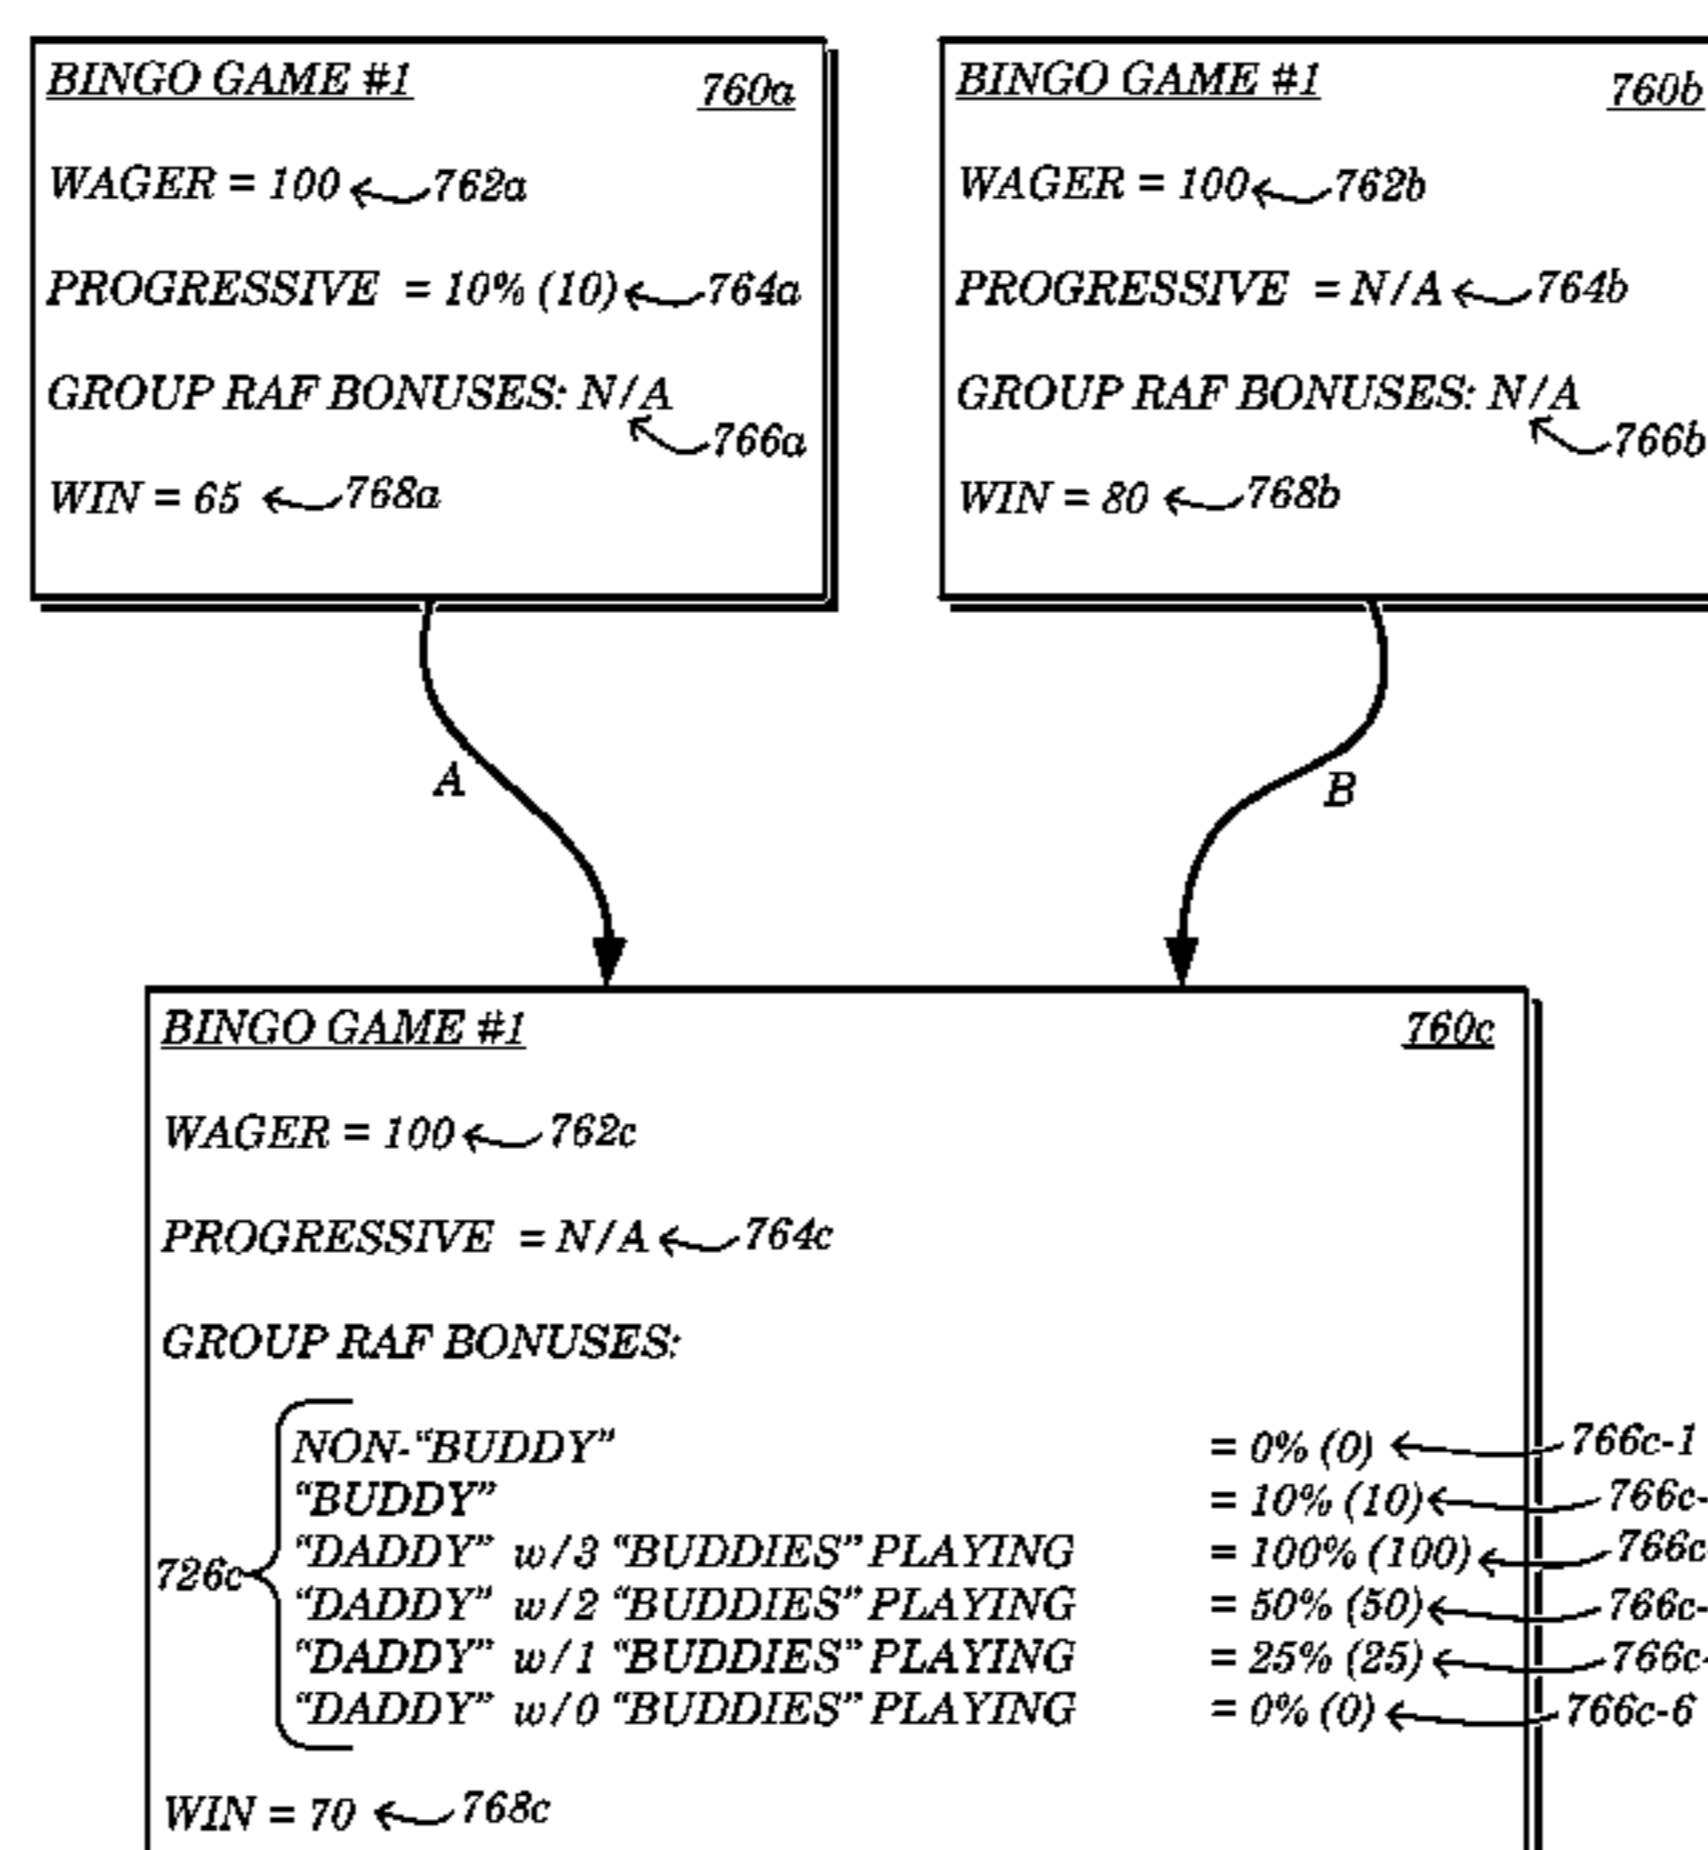 BINGO GAME #1 760a
WAGER = 100 762a
PROGRESSIVE = 10% (10) 764a
GROUP RAF BONUSES: N/A
766a
WIN = 65 768a
BINGO GAME #1 760b
WAGER = 100 762b
PROGRESSIVE = N/A 764b
GROUP RAF BONUSES: N/A
766b
WIN = 80 768b
A
B
BINGO GAME #1 760c
WAGER = 100 762c
PROGRESSIVE = N/A 764c
GROUP RAF BONUSES:
726c
NON-“BUDDY” = 0% (0) 766c-1
“BUDDY” = 10% (10) 766c-
“DADDY” w/3 “BUDDIES” PLAYING = 100% (100) 766c
“DADDY” w/2 “BUDDIES” PLAYING = 50% (50) 766c-
“DADDY” w/1 “BUDDIES” PLAYING = 25% (25) 766c-
“DADDY” w/0 “BUDDIES” PLAYING = 0% (0) 766c-6
WIN = 70 768c